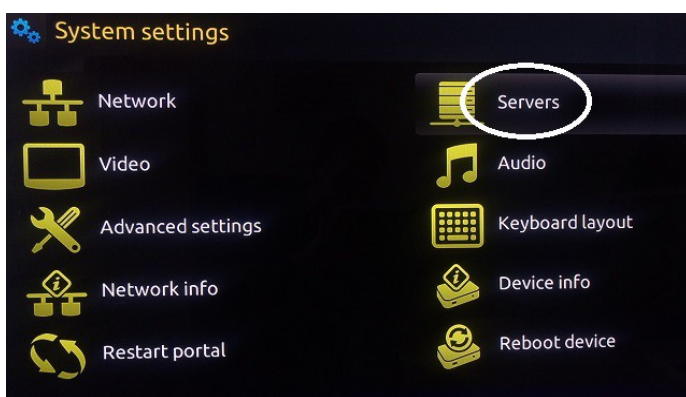 System settings
Network
Servers
Video
Audio
Advanced settings
Keyboard layout
Network info
Device info
Restart portal
Reboot device